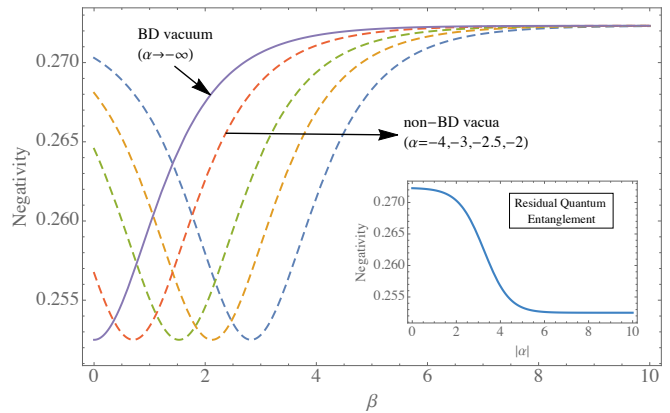 BD vacuum
(α→−∞)
0.270
0.265
0.260
0.255
Negativity
non−BD vacua
(α=−4,−3,−2.5,−2)
Residual Quantum
Entanglement
0.270
0.265
0.260
0.255
Negativity
0 2 4 6 8 10
|α|
0 2 4 6 8 10
β